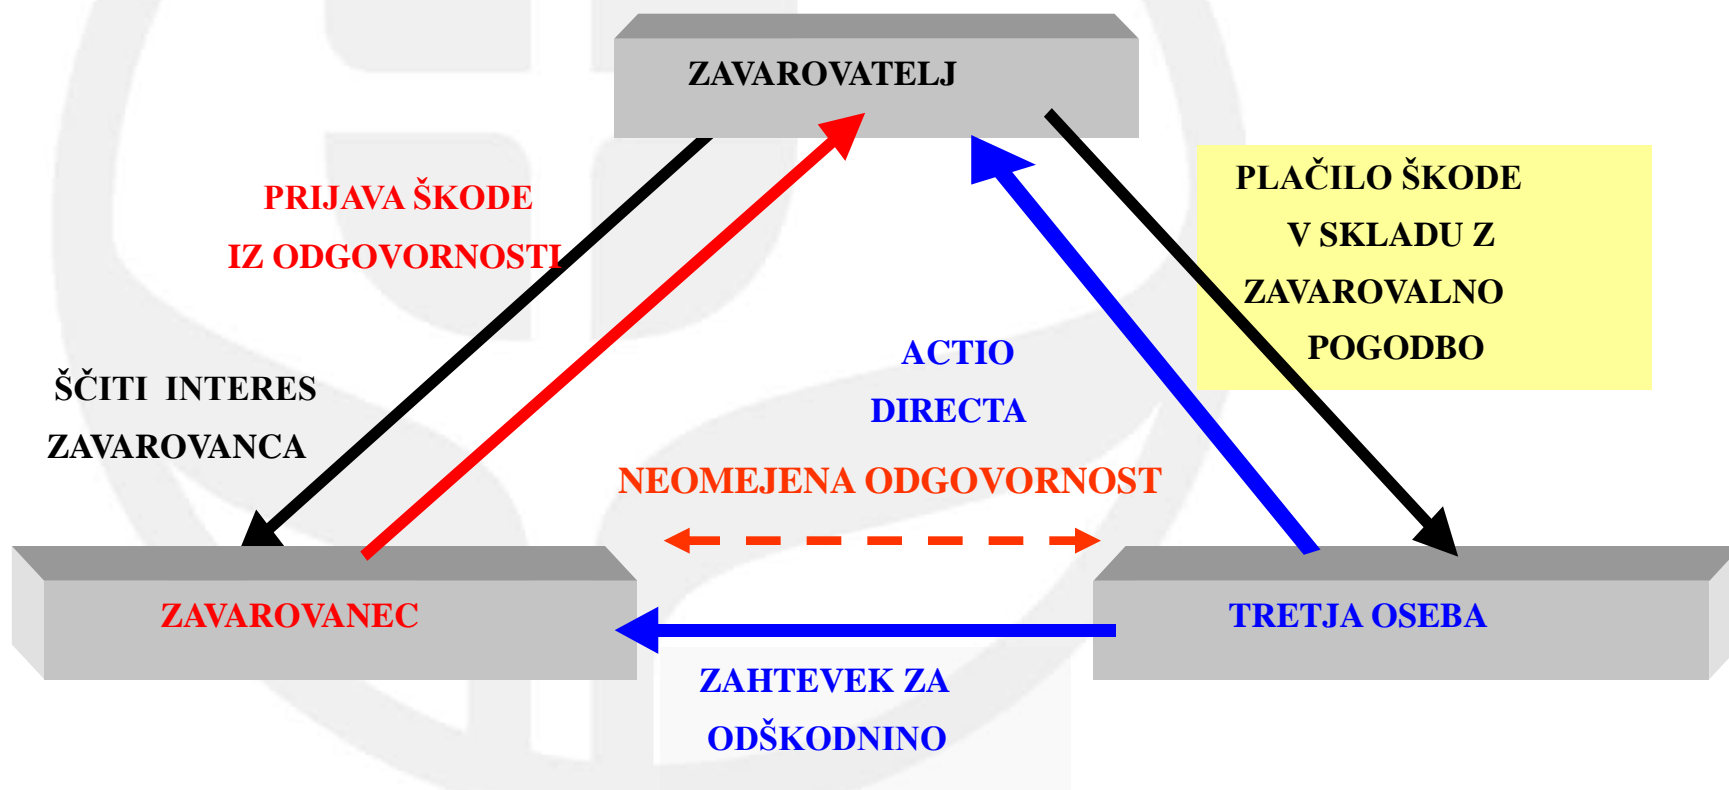 ZAVAROVATELJ
PRIJAVA ŠKODE
IZ ODGOVORNOSTI
PLAČILO ŠKODE
V SKLADU Z
ZAVAROVALNO
POGODBO
ŠČITI INTERES
ZAVAROVANCA
ACTIO
DIRECTA
NEOMEJENA ODGOVORNOST
ZAVAROVANEC
TRETJA OSEBA
ZAHTEVEK ZA
ODŠKODNINO